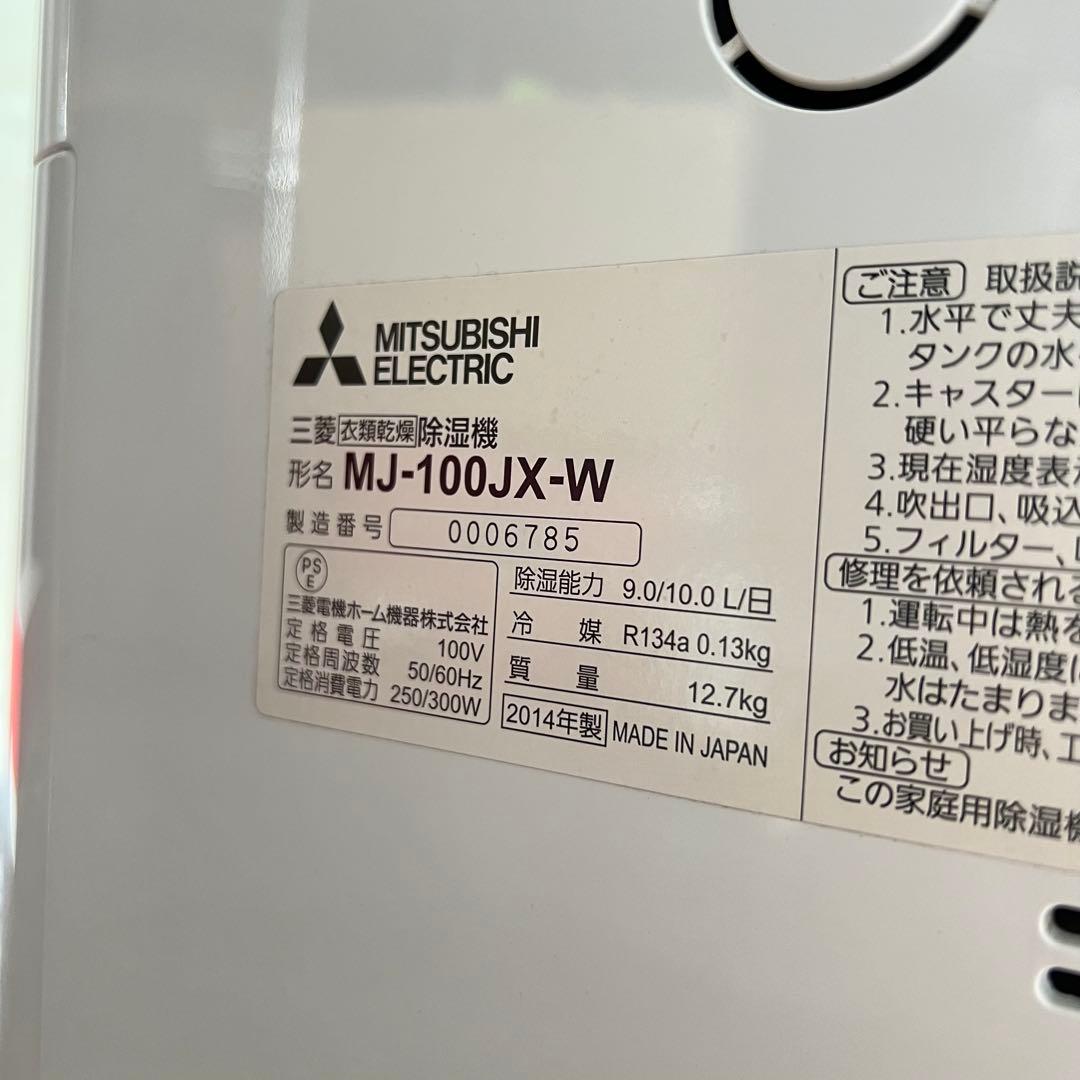 MITSUBISHI
ELECTRIC
三菱 衣類乾燥 除湿機
形名 MJ-100JX-W
製造番号 0006785
PS
E
三菱電機ホーム機器株式会社
定格電圧 100V
定格周波数 50/60Hz
定格消費電力 250/300W
除湿能力 9.0/10.0 L/日
冷媒 R134a 0.13kg
質量 12.7kg
2014年製 MADE IN JAPAN
ご注意 取扱説
1.水平で丈夫
タンクの水
2.キャスター
硬い平らな
3.現在湿度表
4.吹出口、吸込
5.フィルター、
修理を依頼される
1.運転中は熱を
2.低温、低湿度に
水はたまりま
3.お買い上げ時、工
お知らせ
この家庭用除湿機